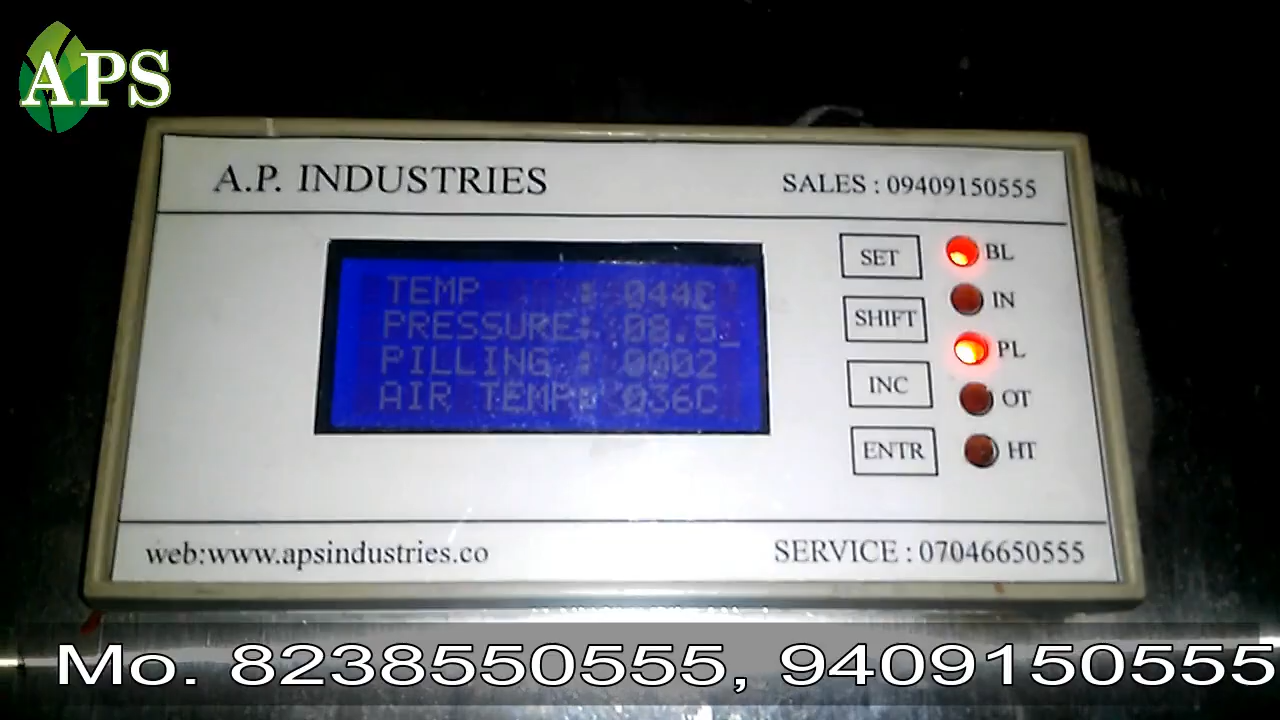 APS
A.P. INDUSTRIES
SALES : 09409150555
TEMP : 044C
PRESSURE: 08.5_
PILLING : 0002
AIR TEMP: 036C
SET
BL
IN
SHIFT
PL
INC
OT
ENTR
HT
web:www.apsindustries.co
SERVICE : 07046650555
Mo. 8238550555, 9409150555